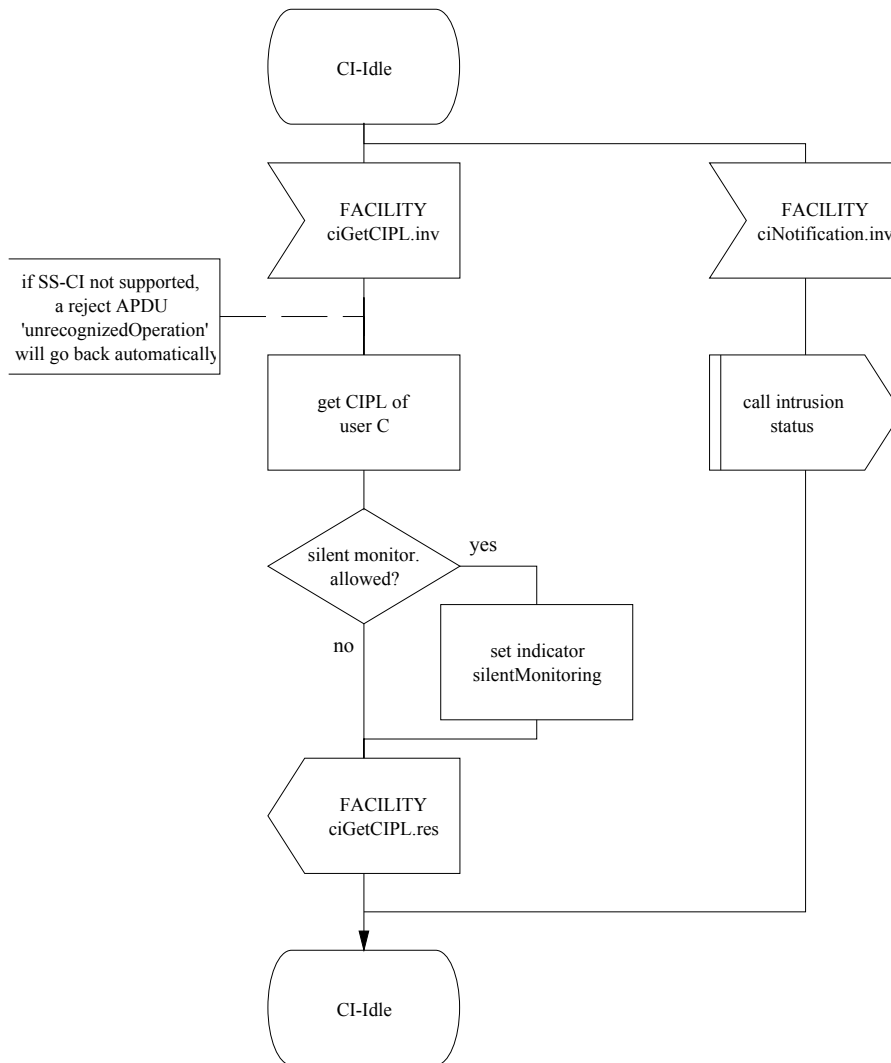 CI-Idle
FACILITY
ciGetCIPL.inv
FACILITY
ciNotification.inv
if SS-CI not supported,
a reject APDU
'unrecognizedOperation'
will go back automatically
get CIPL of
user C
call intrusion
status
silent monitor.
allowed?
yes
no
set indicator
silentMonitoring
FACILITY
ciGetCIPL.res
CI-Idle